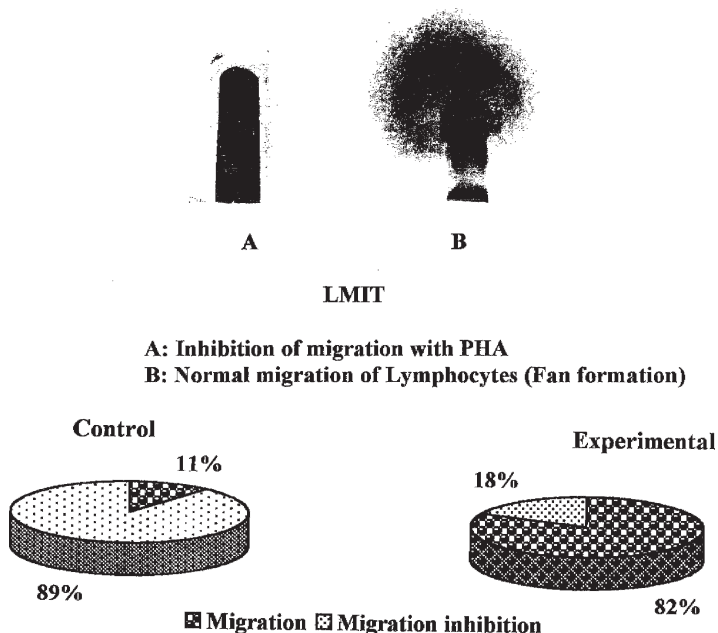 A B
LMIT
A: Inhibition of migration with PHA
B: Normal migration of Lymphocytes (Fan formation)
Control
Experimental
11%
18%
89%
82%
Migration Migration inhibition